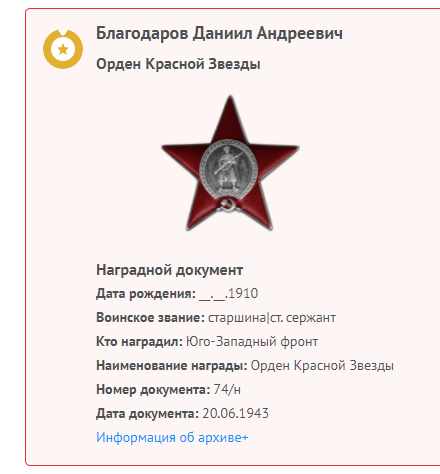 Благодаров Даниил Андреевич
Орден Красной Звезды
Наградной документ
Дата рождения: __.__.1910
Воинское звание: старшина|ст. сержант
Кто наградил: Юго-Западный фронт
Наименование награды: Орден Красной Звезды
Номер документа: 74/н
Дата документа: 20.06.1943
Информация об архиве+